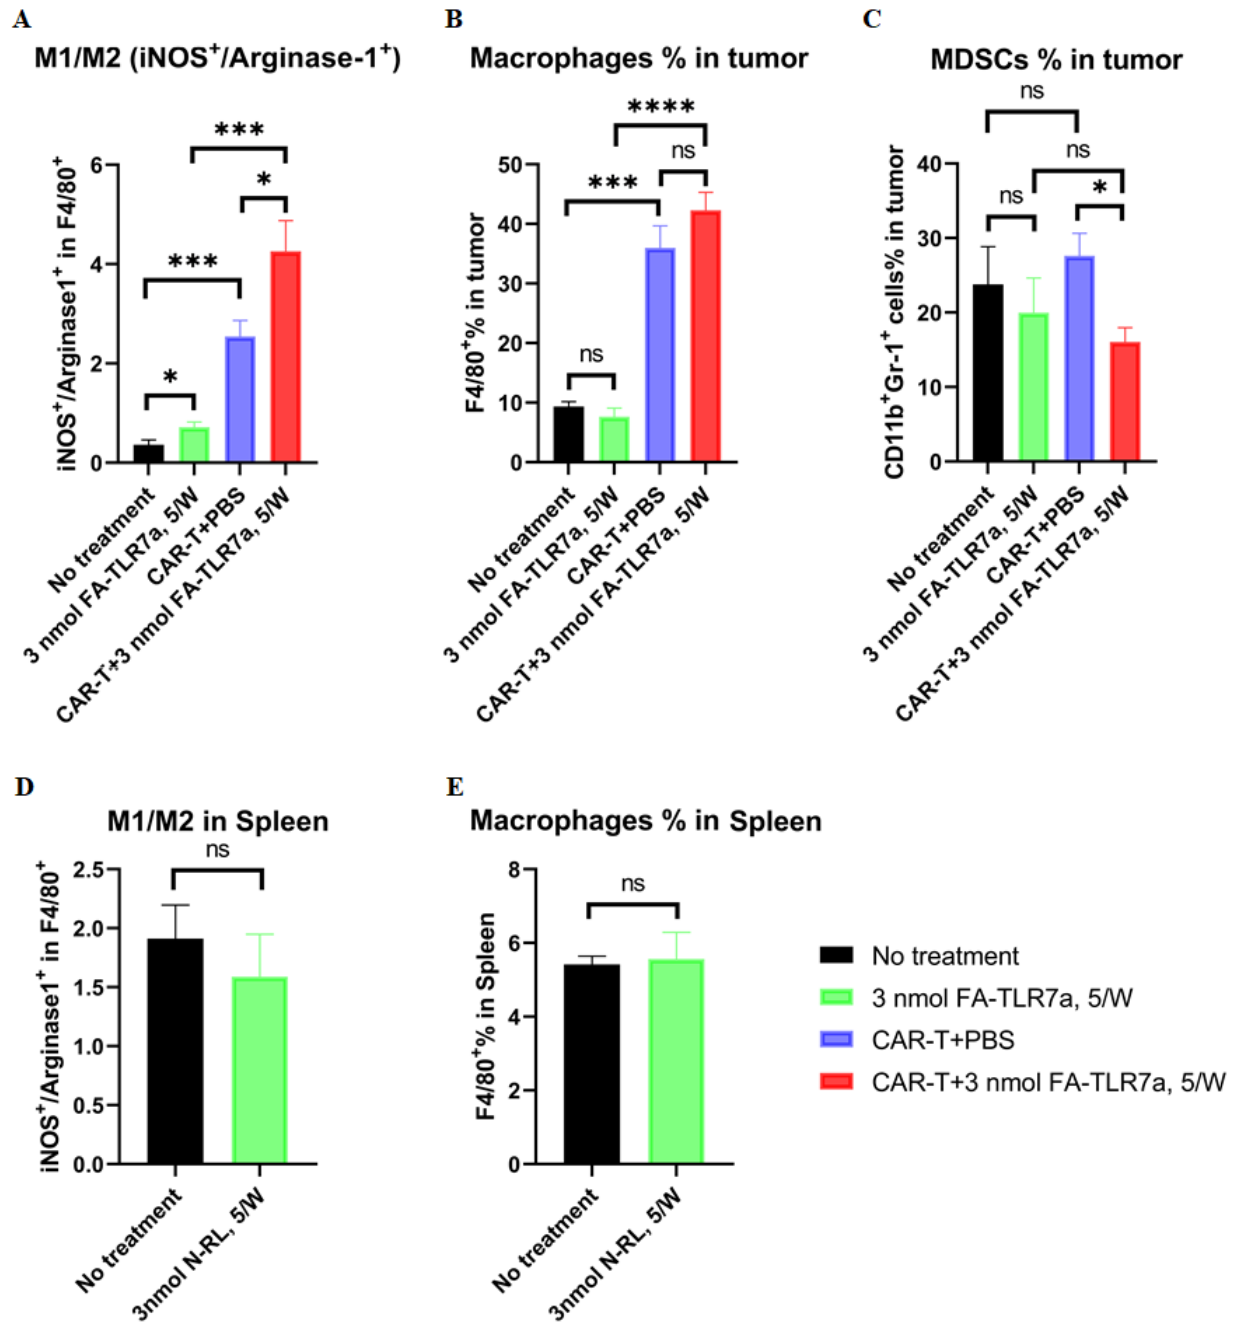 A
M1/M2 (iNOS⁺/Arginase-1⁺)
iNOS⁺/Arginase1⁺ in F4/80⁺
6
4
2
0
***
*
***
*
No treatment
3 nmol FA-TLR7a, 5/W
CAR-T+PBS
CAR-T+3 nmol FA-TLR7a, 5/W
B
Macrophages % in tumor
F4/80⁺% in tumor
50
40
30
20
10
0
****
ns
***
ns
No treatment
3 nmol FA-TLR7a, 5/W
CAR-T+PBS
CAR-T+3 nmol FA-TLR7a, 5/W
C
MDSCs % in tumor
CD11b⁺Gr-1⁺ cells% in tumor
40
30
20
10
0
ns
ns
*
ns
No treatment
3 nmol FA-TLR7a, 5/W
CAR-T+PBS
CAR-T+3 nmol FA-TLR7a, 5/W
D
M1/M2 in Spleen
iNOS⁺/Arginase1⁺ in F4/80⁺
2.5
2.0
1.5
1.0
0.5
0.0
ns
No treatment
3nmol N-RL, 5/W
E
Macrophages % in Spleen
F4/80⁺% in Spleen
8
6
4
2
0
ns
No treatment
3nmol N-RL, 5/W
No treatment
3 nmol FA-TLR7a, 5/W
CAR-T+PBS
CAR-T+3 nmol FA-TLR7a, 5/W